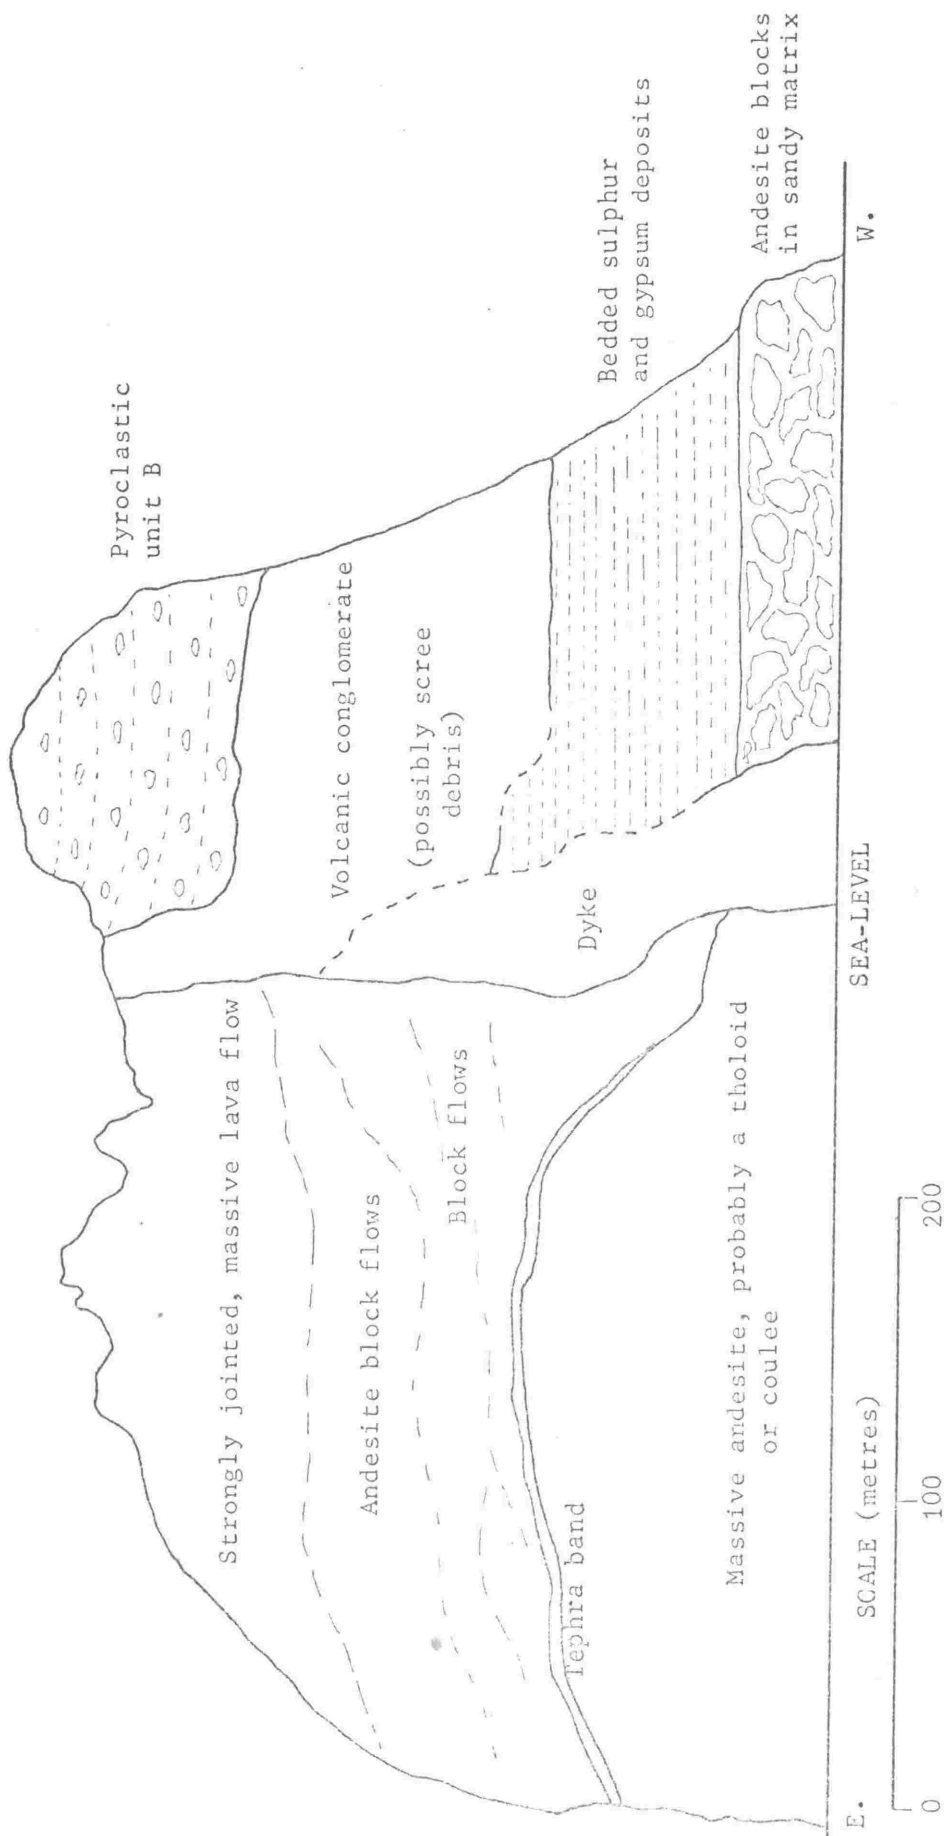 Pyroclastic
unit B
Strongly jointed, massive lava flow
Volcanic conglomerate
(possibly scree
debris)
Andesite block flows
Block flows
Dyke
Bedded sulphur
and gypsum deposits
Tephra band
Massive andesite, probably a tholoid
or coulee
Andesite blocks
in sandy matrix
E.
SEA-LEVEL
W.
SCALE (metres)
0
100
200